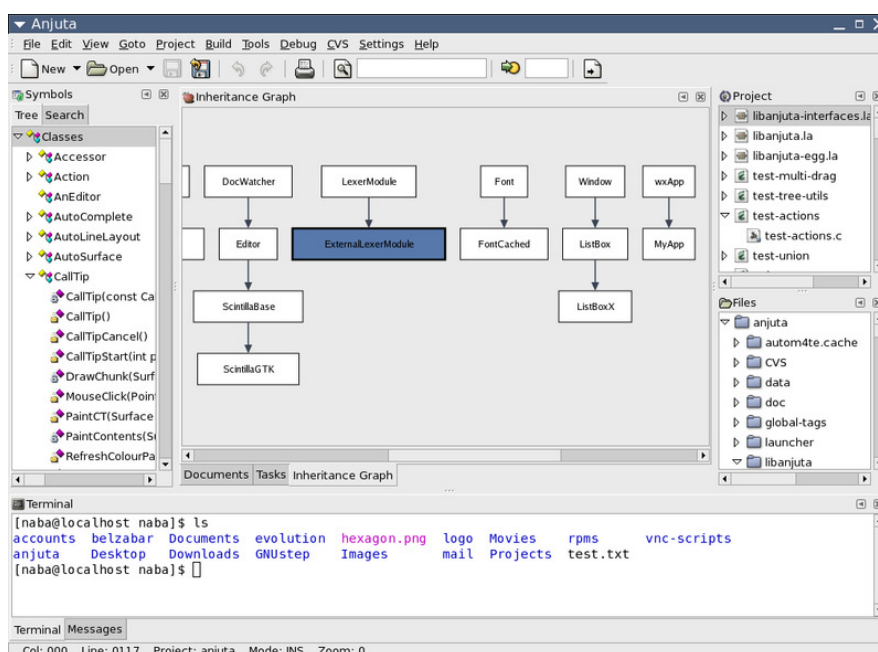 Anjuta
File Edit View Goto Project Build Tools Debug CVS Settings Help
New Open
Symbols
Tree Search
Classes
Accessor
Action
AnEditor
AutoComplete
AutoLineLayout
AutoSurface
CallTip
CallTip(const Ca
CallTip()
CallTipCancel()
CallTipStart(int p
DrawChunk(Surf
MouseClick(Poin
PaintCT(Surface
PaintContents(Su
RefreshColourPa
Inheritance Graph
DocWatcher LexerModule Font Window wxApp
Editor ExternalLexerModule FontCached ListBox MyApp
ScintillaBase ListBoxX
ScintillaGTK
Documents Tasks Inheritance Graph
Project
libanjuta-interfaces.la
libanjuta.la
libanjuta-egg.la
test-multi-drag
test-tree-utils
test-actions
test-actions.c
test-union
Files
anjuta
autom4te.cache
CVS
data
doc
global-tags
launcher
libanjuta
Terminal
[naba@localhost naba]$ ls
accounts belzabar Documents evolution hexagon.png logo Movies rpms vnc-scripts
anjuta Desktop Downloads GNUstep Images mail Projects test.txt
[naba@localhost naba]$
Terminal Messages
Col: 000 Line: 0117 Project: anjuta Mode: INS Zoom: 0